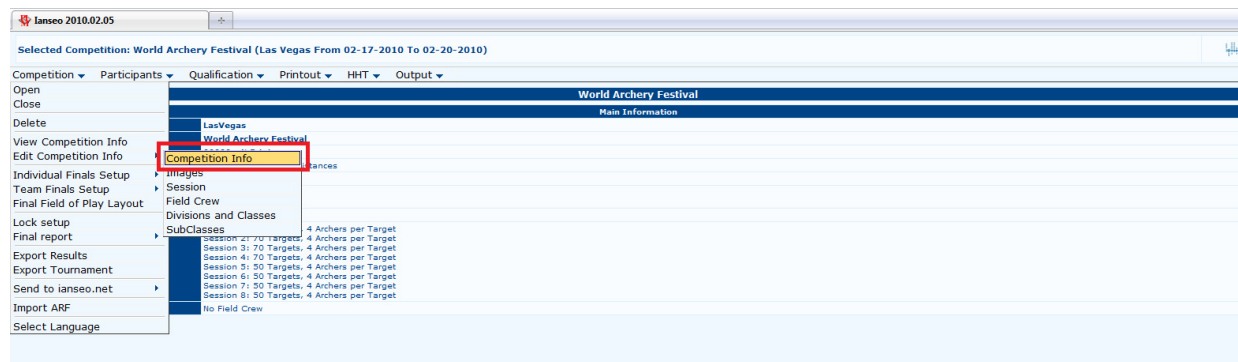 Ianseo 2010.02.05
Selected Competition: World Archery Festival (Las Vegas From 02-17-2010 To 02-20-2010)
Competition Participants Qualification Printout HHT Output
Open
Close
Delete
View Competition Info
Edit Competition Info
Individual Finals Setup
Team Finals Setup
Final Field of Play Layout
Lock setup
Final report
Export Results
Export Tournament
Send to ianseo.net
Import ARF
Select Language
Competition Info
Images
Session
Field Crew
Divisions and Classes
SubClasses
World Archery Festival
Main Information
LasVegas
World Archery Festival
4 Archers per Target
Session 2: 70 Targets, 4 Archers per Target
Session 3: 70 Targets, 4 Archers per Target
Session 4: 70 Targets, 4 Archers per Target
Session 5: 50 Targets, 4 Archers per Target
Session 6: 50 Targets, 4 Archers per Target
Session 7: 50 Targets, 4 Archers per Target
Session 8: 50 Targets, 4 Archers per Target
No Field Crew